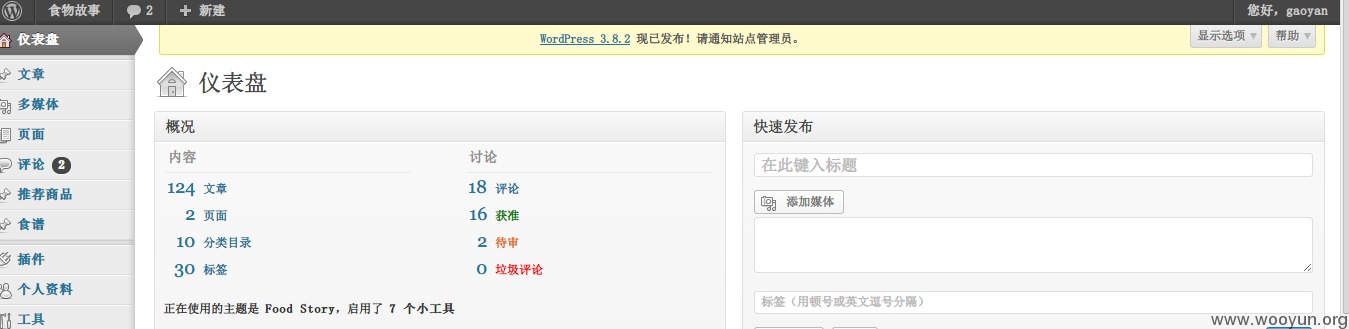 食物故事 2 新建 您好，gaoyan
仪表盘
WordPress 3.8.2 现已发布！请通知站点管理员。
显示选项 帮助
文章
多媒体
页面
评论 2
推荐商品
食谱
插件
个人资料
工具
仪表盘
概况
内容 讨论
124 文章 18 评论
2 页面 16 获准
10 分类目录 2 待审
30 标签 0 垃圾评论
正在使用的主题是 Food Story，启用了 7 个小工具
快速发布
在此键入标题
添加媒体
标签（用顿号或英文逗号分隔）
www.wooyun.org